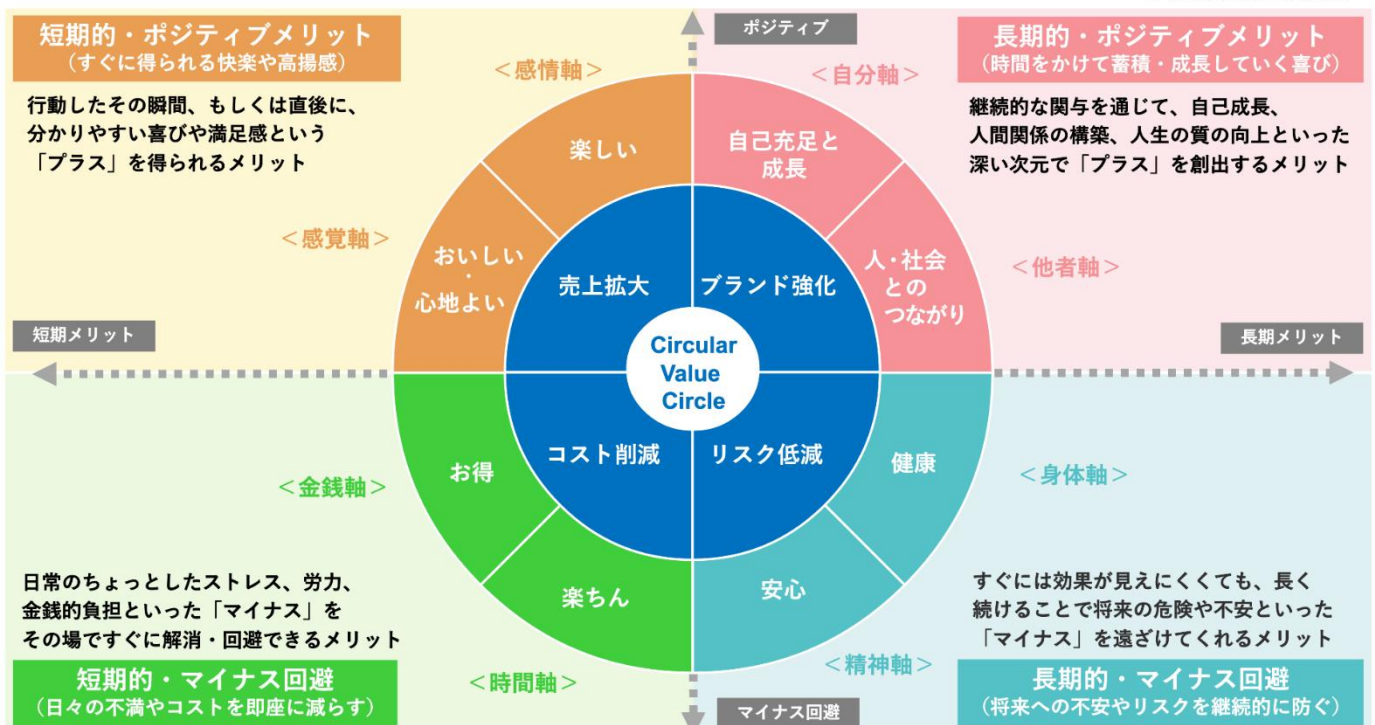 短期的・ポジティブメリット
（すぐに得られる快楽や高揚感）
行動したその瞬間、もしくは直後に、
分かりやすい喜びや満足感という
「プラス」を得られるメリット
ポジティブ
長期的・ポジティブメリット
（時間をかけて蓄積・成長していく喜び）
継続的な関与を通じて、自己成長、
人間関係の構築、人生の質の向上といった
深い次元で「プラス」を創出するメリット
＜感情軸＞
＜自分軸＞
＜感覚軸＞
＜他者軸＞
楽しい
自己充足と
成長
おいしい
・
心地よい
人・社会
との
つながり
売上拡大
ブランド強化
短期メリット
長期メリット
Circular
Value
Circle
コスト削減
リスク低減
お得
健康
＜金銭軸＞
＜身体軸＞
楽ちん
安心
＜時間軸＞
＜精神軸＞
日常のちょっとしたストレス、労力、
金銭的負担といった「マイナス」を
その場ですぐに解消・回避できるメリット
短期的・マイナス回避
（日々の不満やコストを即座に減らす）
マイナス回避
すぐには効果が見えにくくても、長く
続けることで将来の危険や不安といった
「マイナス」を遠ざけてくれるメリット
長期的・マイナス回避
（将来への不安やリスクを継続的に防ぐ）